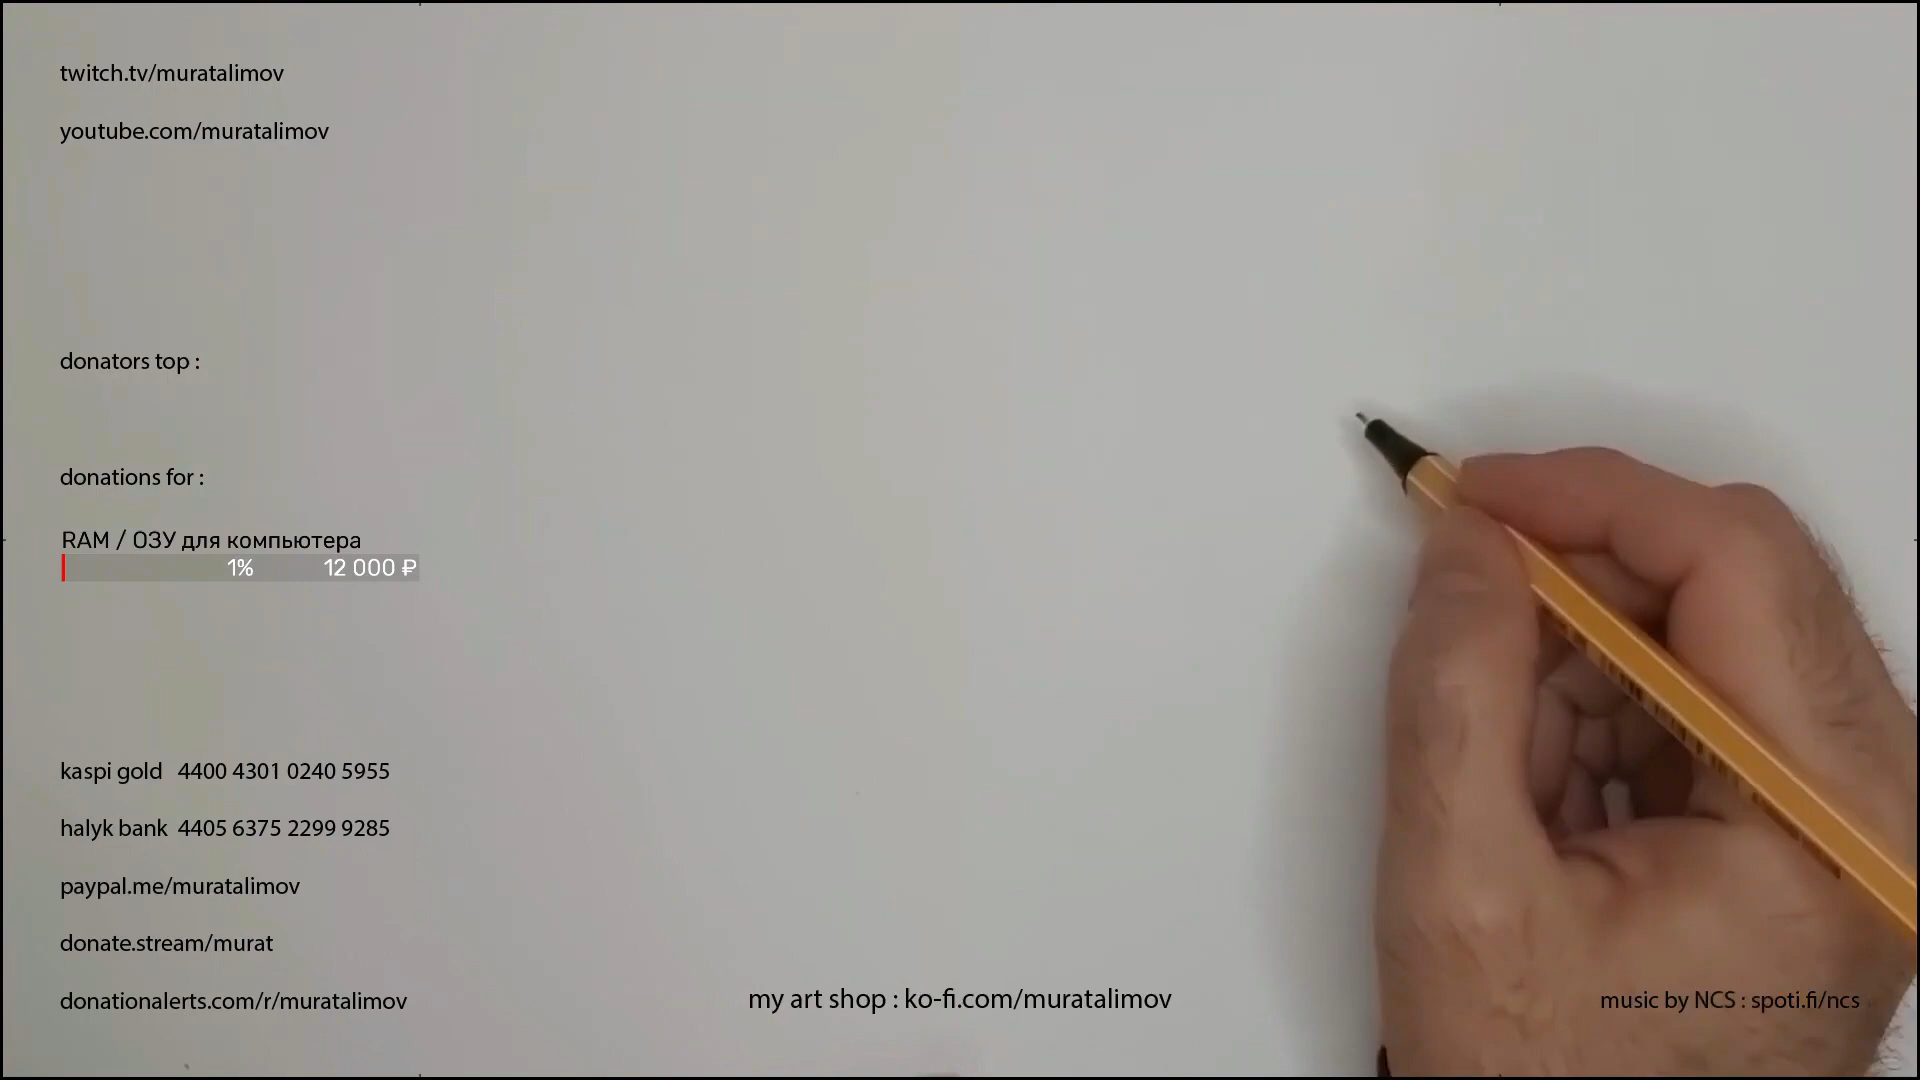 twitch.tv/muratalimov
youtube.com/muratalimov
donators top :
donations for :
RAM / ОЗУ для компьютера
1% 12 000 ₽
kaspi gold 4400 4301 0240 5955
halyk bank 4405 6375 2299 9285
paypal.me/muratalimov
donate.stream/murat
donationalerts.com/r/muratalimov
my art shop : ko-fi.com/muratalimov
music by NCS : spoti.fi/ncs